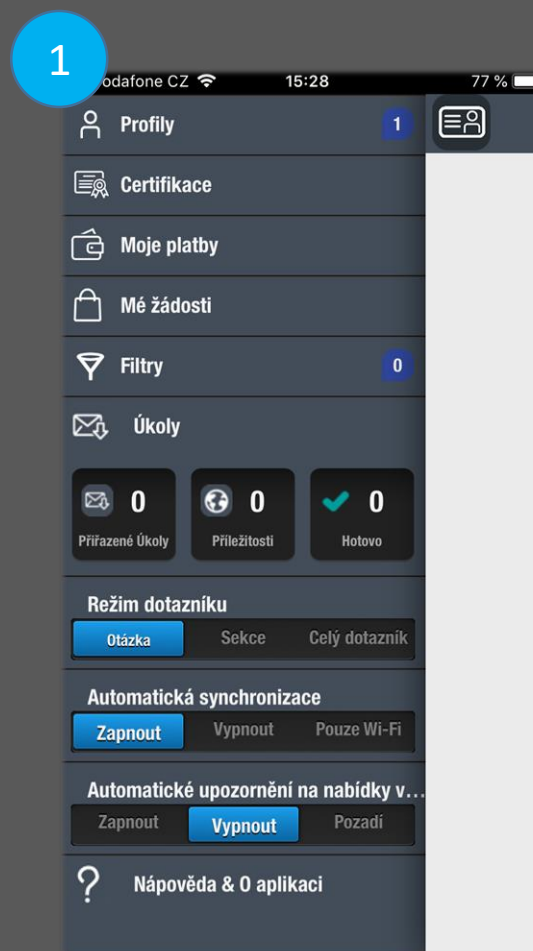 1
odafone CZ 15:28 77 %
Profily 1
Certifikace
Moje platby
Mé žádosti
Filtry 0
Úkoly
0 0 0
Přiřazené Úkoly Příležitosti Hotovo
Režim dotazníku
Otázka Sekce Celý dotazník
Automatická synchronizace
Zapnout Vypnout Pouze Wi-Fi
Automatické upozornění na nabídky v...
Zapnout Vypnout Pozadí
? Nápověda & O aplikaci